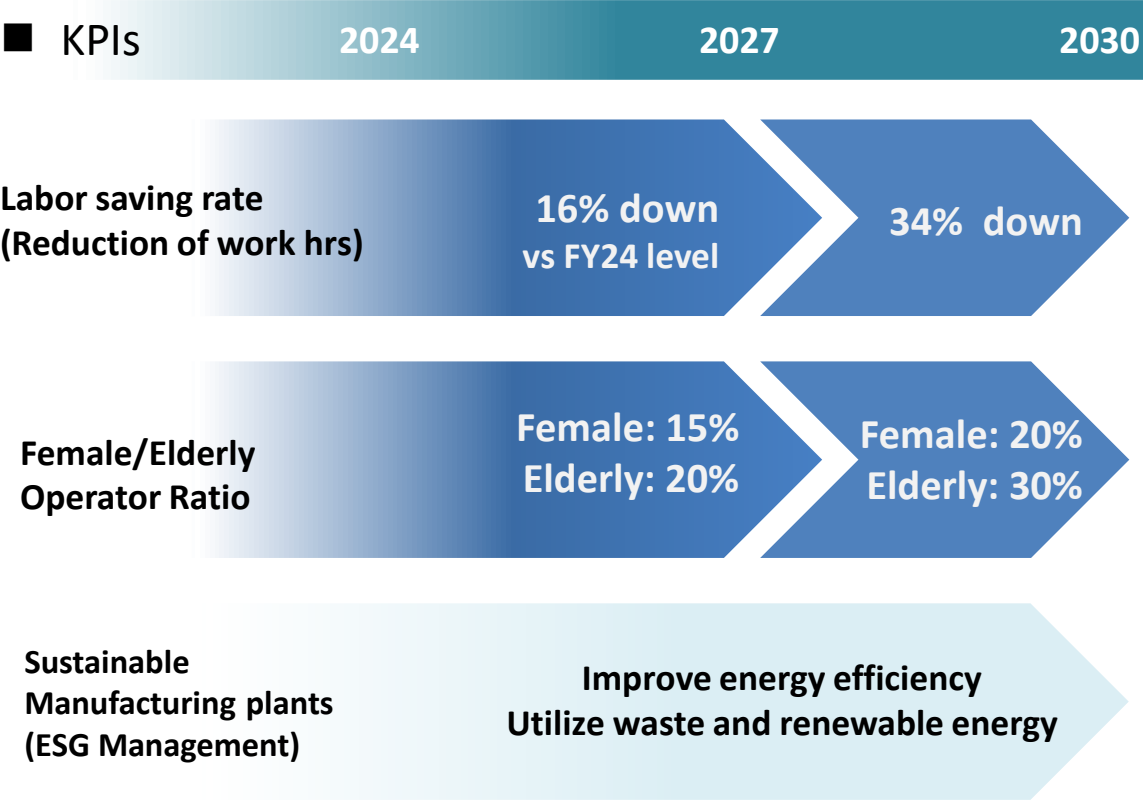 ■ KPIs 2024 2027 2030
Labor saving rate
(Reduction of work hrs)
16% down
vs FY24 level
34% down
Female/Elderly
Operator Ratio
Female: 15%
Elderly: 20%
Female: 20%
Elderly: 30%
Sustainable
Manufacturing plants
(ESG Management)
Improve energy efficiency
Utilize waste and renewable energy